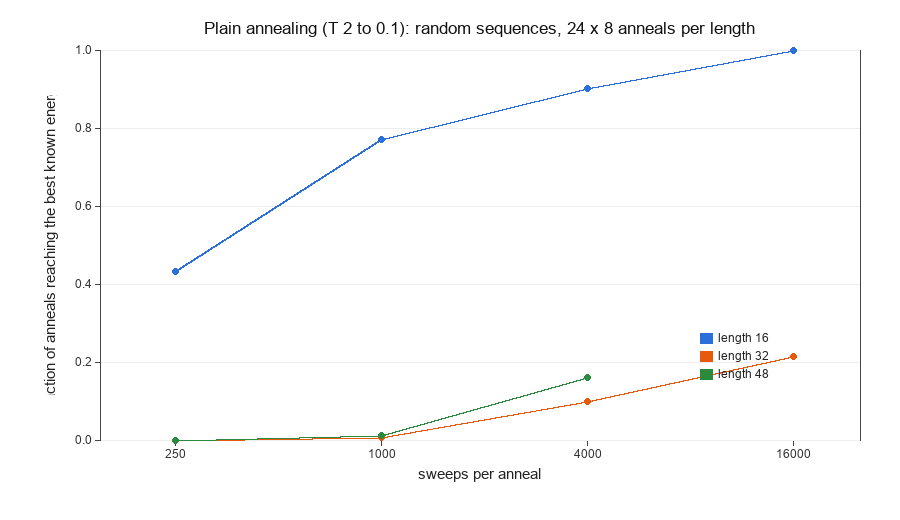 Plain annealing (T 2 to 0.1): random sequences, 24 x 8 anneals per length
1.0
0.8
0.6
0.4
0.2
0.0
of anneals reaching the best known
length 16
length 32
length 48
250
1000
4000
16000
sweeps per anneal